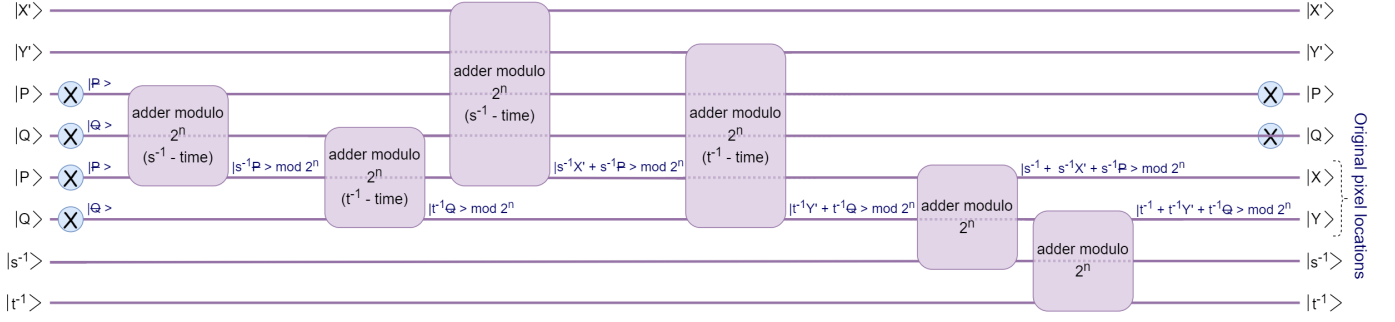 |X'⟩
|X'⟩
|Y'⟩
|Y'⟩
|P⟩ X |P̶ >
X |P⟩
|Q⟩ X |Q̶ >
X |Q⟩
|P⟩ X |P̶ >
|X⟩
|Q⟩ X |Q̶ >
|Y⟩
|s⁻¹⟩
|s⁻¹⟩
|t⁻¹⟩
|t⁻¹⟩
adder modulo
2ⁿ
(s⁻¹ - time)
|s⁻¹P̶ > mod 2ⁿ
adder modulo
2ⁿ
(t⁻¹ - time)
|t⁻¹Q̶ > mod 2ⁿ
adder modulo
2ⁿ
(s⁻¹ - time)
|s⁻¹X' + s⁻¹P̶ > mod 2ⁿ
adder modulo
2ⁿ
(t⁻¹ - time)
|t⁻¹Y' + t⁻¹Q̶ > mod 2ⁿ
adder modulo
2ⁿ
|s⁻¹ + s⁻¹X' + s⁻¹P̶ > mod 2ⁿ
adder modulo
2ⁿ
|t⁻¹ + t⁻¹Y' + t⁻¹Q̶ > mod 2ⁿ
Original pixel locations